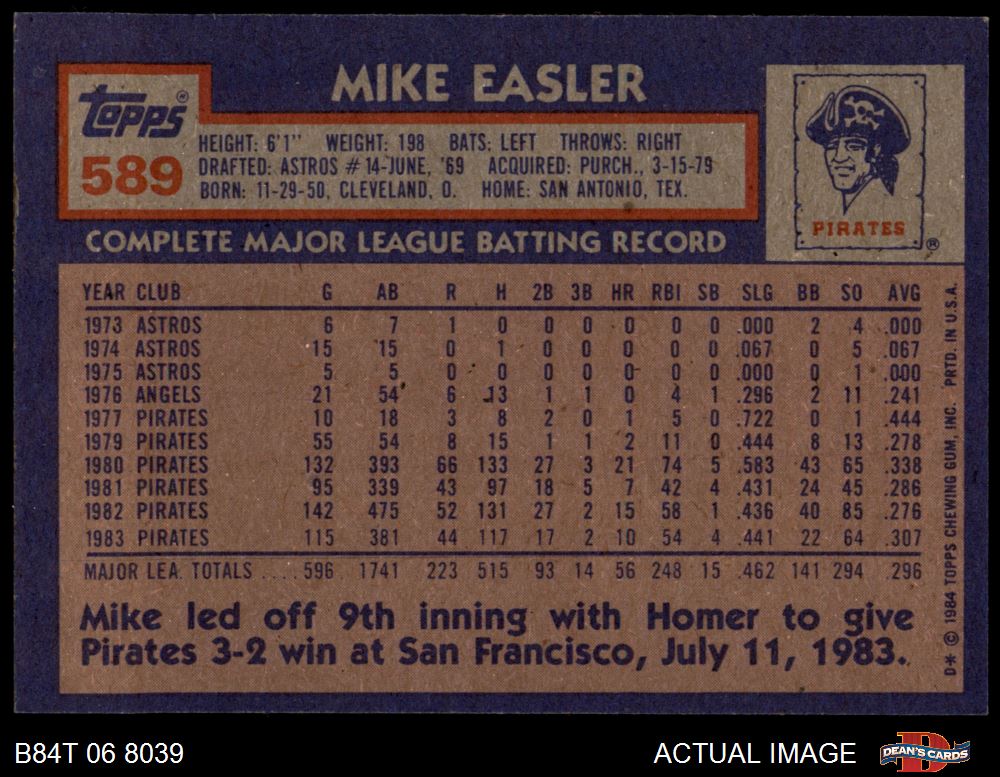 MIKE EASLER
Topps®
589
HEIGHT: 6'1" WEIGHT: 198 BATS: LEFT THROWS: RIGHT
DRAFTED: ASTROS #14-JUNE, '69 ACQUIRED: PURCH., 3-15-79
BORN: 11-29-50, CLEVELAND, O. HOME: SAN ANTONIO, TEX.
PIRATES ®
COMPLETE MAJOR LEAGUE BATTING RECORD
YEAR CLUB G AB R H 2B 3B HR RBI SB SLG BB SO AVG
1973 ASTROS 6 7 1 0 0 0 0 0 0 .000 2 4 .000
1974 ASTROS 15 15 0 1 0 0 0 0 0 .067 0 5 .067
1975 ASTROS 5 5 0 0 0 0 0 0 0 .000 0 1 .000
1976 ANGELS 21 54 6 13 1 1 0 4 1 .296 2 11 .241
1977 PIRATES 10 18 3 8 2 0 1 5 0 .722 0 1 .444
1979 PIRATES 55 54 8 15 1 1 2 11 0 .444 8 13 .278
1980 PIRATES 132 393 66 133 27 3 21 74 5 .583 43 65 .338
1981 PIRATES 95 339 43 97 18 5 7 42 4 .431 24 45 .286
1982 PIRATES 142 475 52 131 27 2 15 58 1 .436 40 85 .276
1983 PIRATES 115 381 44 117 17 2 10 54 4 .441 22 64 .307
MAJOR LEA. TOTALS .... 596 1741 223 515 93 14 56 248 15 .462 141 294 .296
Mike led off 9th inning with Homer to give
Pirates 3-2 win at San Francisco, July 11, 1983.
D* © 1984 TOPPS CHEWING GUM, INC. PRTD. IN U.S.A.
B84T 06 8039
ACTUAL IMAGE
DEAN'S CARDS